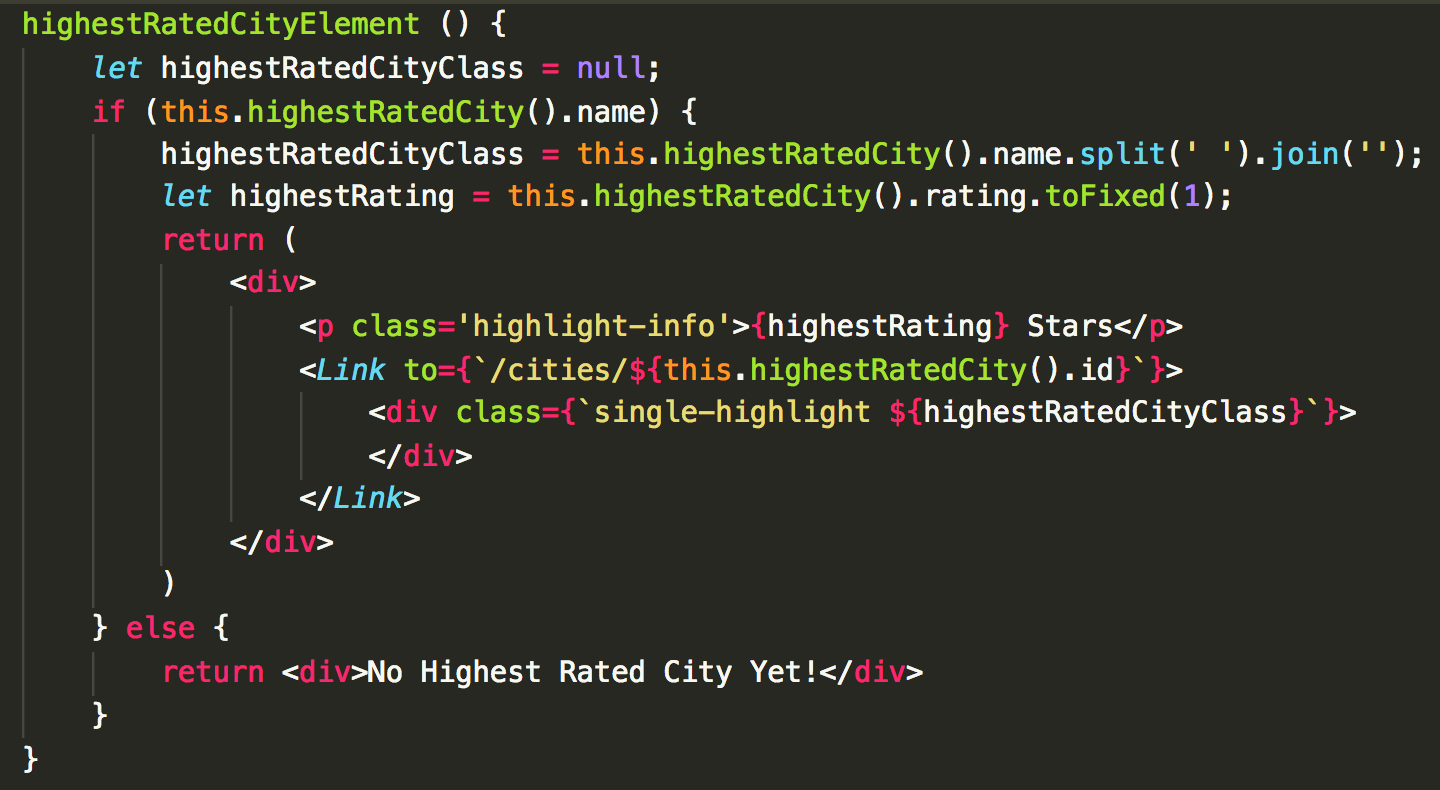 highestRatedCityElement () {
    let highestRatedCityClass = null;
    if (this.highestRatedCity().name) {
        highestRatedCityClass = this.highestRatedCity().name.split(' ').join('');
        let highestRating = this.highestRatedCity().rating.toFixed(1);
        return (
            <div>
                <p class='highlight-info'>{highestRating} Stars</p>
                <Link to={`/cities/${this.highestRatedCity().id}`}>
                    <div class={`single-highlight ${highestRatedCityClass}`}>
                    </div>
                </Link>
            </div>
        )
    } else {
        return <div>No Highest Rated City Yet!</div>
    }
}